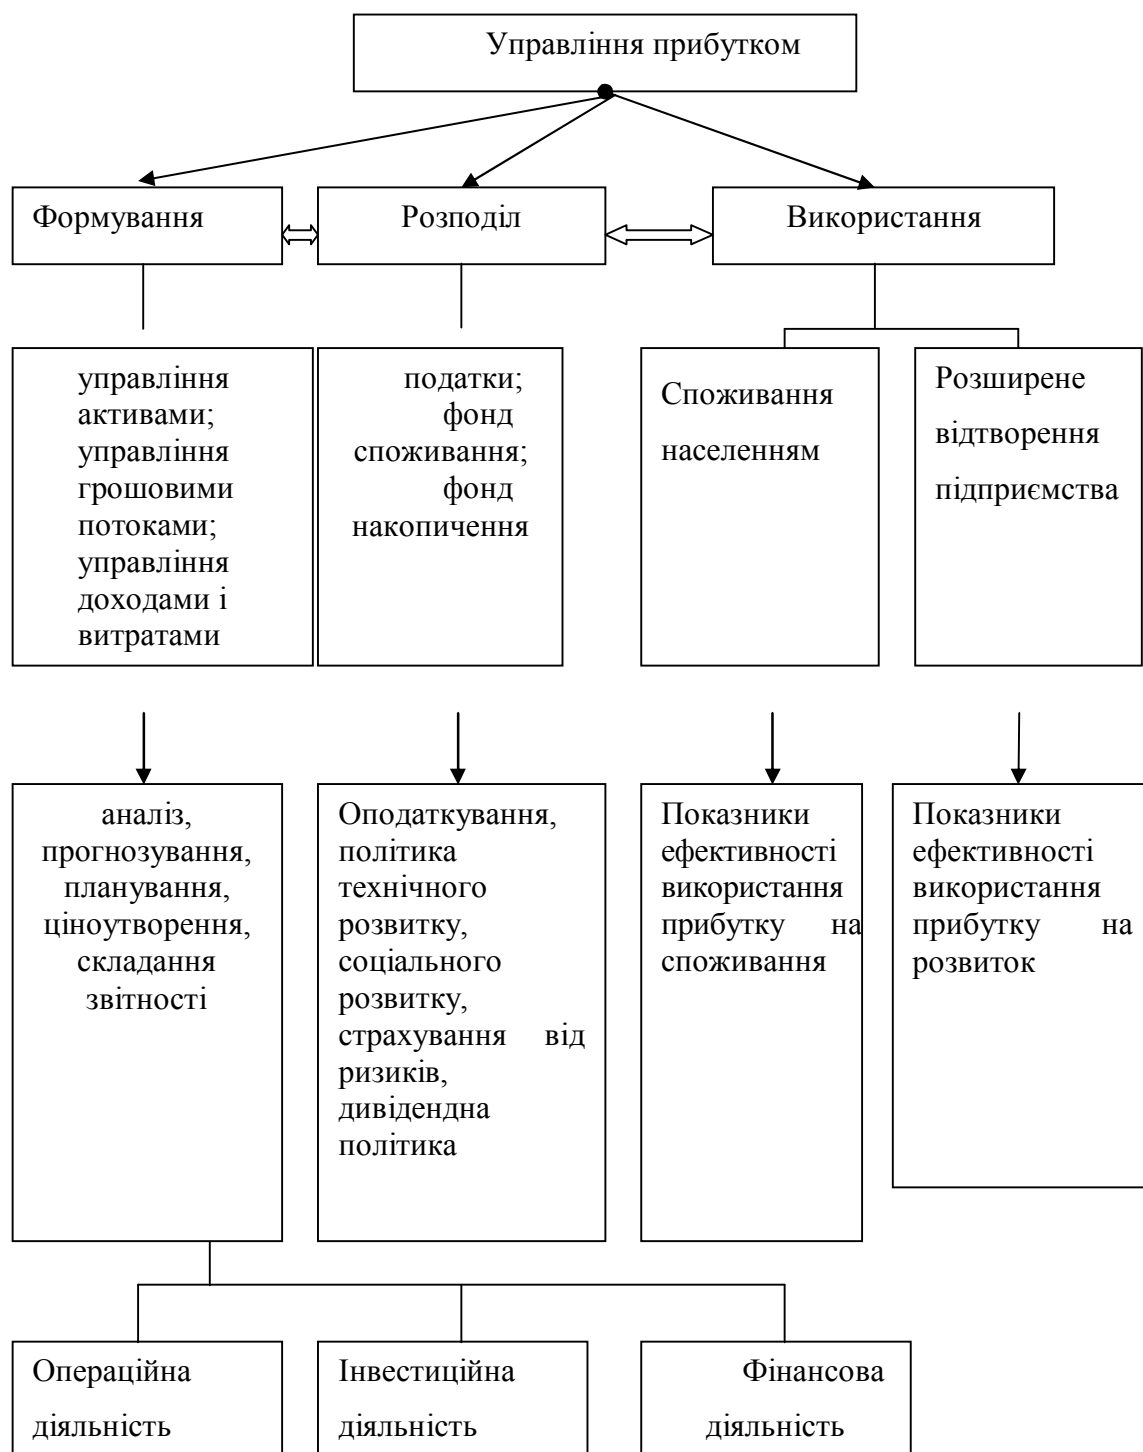 Управління прибутком
Формування
Розподіл
Використання
управління
активами;
управління
грошовими
потоками;
управління
доходами і
витратами
податки;
фонд
споживання;
фонд
накопичення
Споживання
населенням
Розширене
відтворення
підприємства
аналіз,
прогнозування,
планування,
ціноутворення,
складання
звітності
Оподаткування,
політика
технічного
розвитку,
соціального
розвитку,
страхування від
ризиків,
дивідендна
політика
Показники
ефективності
використання
прибутку на
споживання
Показники
ефективності
використання
прибутку на
розвиток
Операційна
діяльність
Інвестиційна
діяльність
Фінансова
діяльність